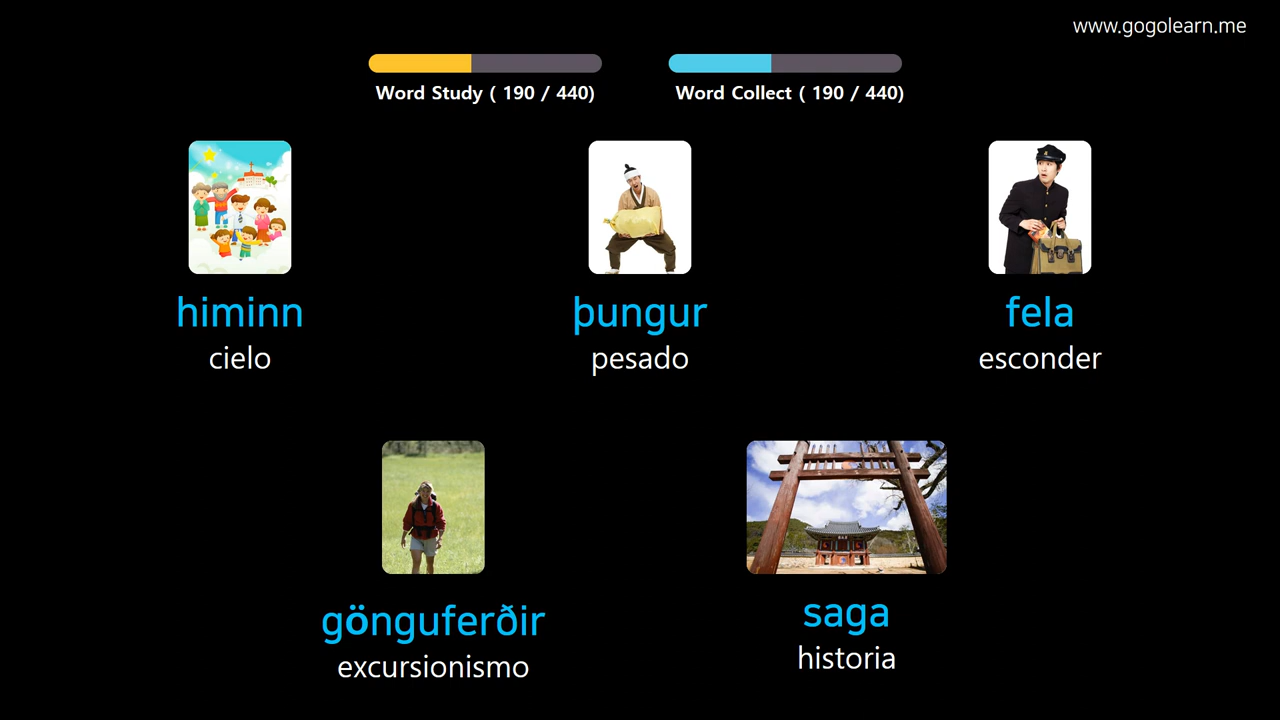 www.gogolearn.me
Word Study ( 190 / 440)
Word Collect ( 190 / 440)
himinn
cielo
þungur
pesado
fela
esconder
gönguferðir
excursionismo
saga
historia